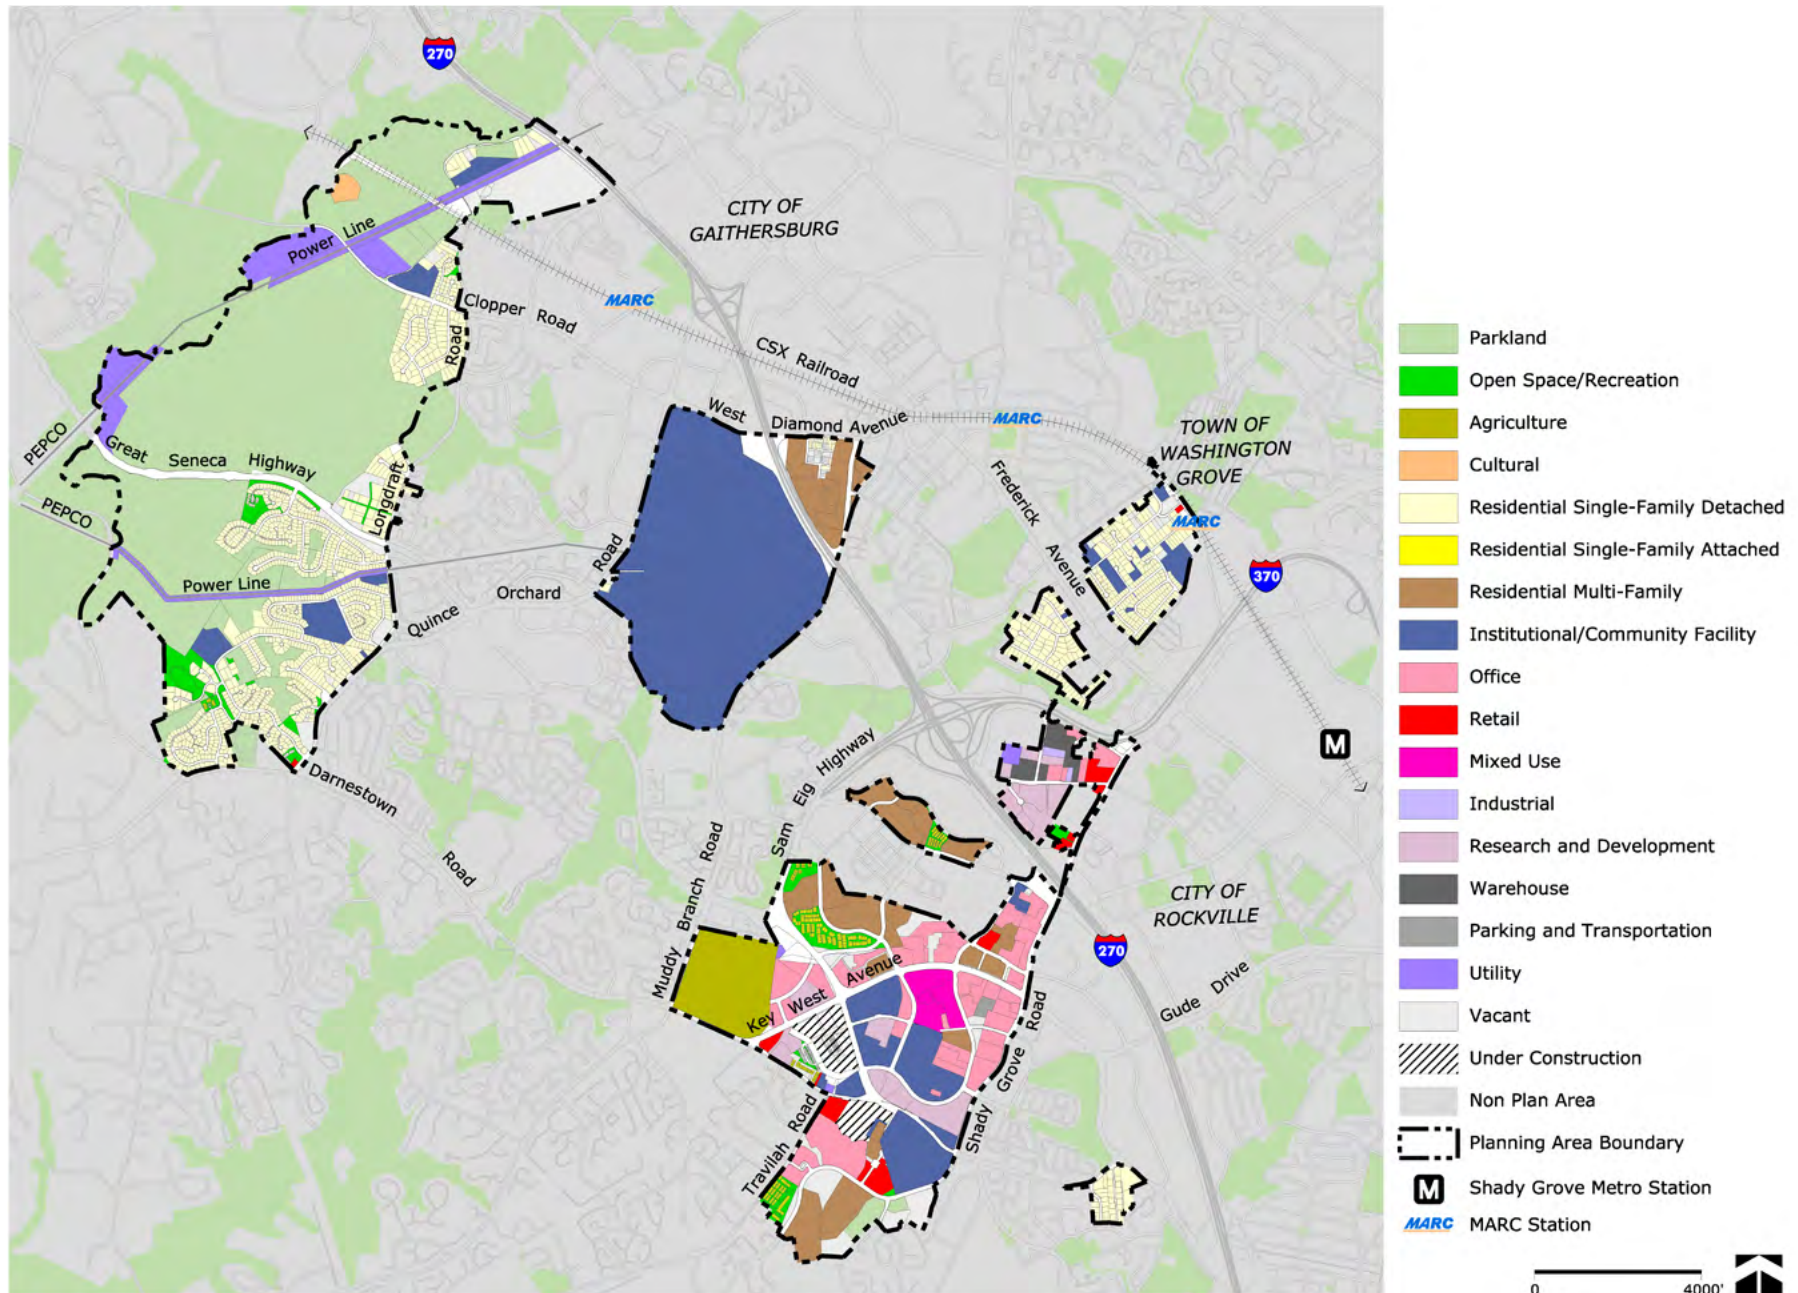 270
CITY OF
GAITHERSBURG
Power Line
MARC
Clopper Road
Road
CSX Railroad
West
Diamond Avenue
MARC
TOWN OF
WASHINGTON
GROVE
MARC
PEPCO
Great Seneca Highway
Longdraft
PEPCO
Power Line
Quince Orchard
Road
Frederick
Avenue
370
M
Darnestown
Road
Sam Eig Highway
Muddy Branch Road
CITY OF
ROCKVILLE
270
Gude Drive
Key West Avenue
Shady Grove Road
Travilah Road
Parkland
Open Space/Recreation
Agriculture
Cultural
Residential Single-Family Detached
Residential Single-Family Attached
Residential Multi-Family
Institutional/Community Facility
Office
Retail
Mixed Use
Industrial
Research and Development
Warehouse
Parking and Transportation
Utility
Vacant
Under Construction
Non Plan Area
Planning Area Boundary
M Shady Grove Metro Station
MARC MARC Station
0 4000'